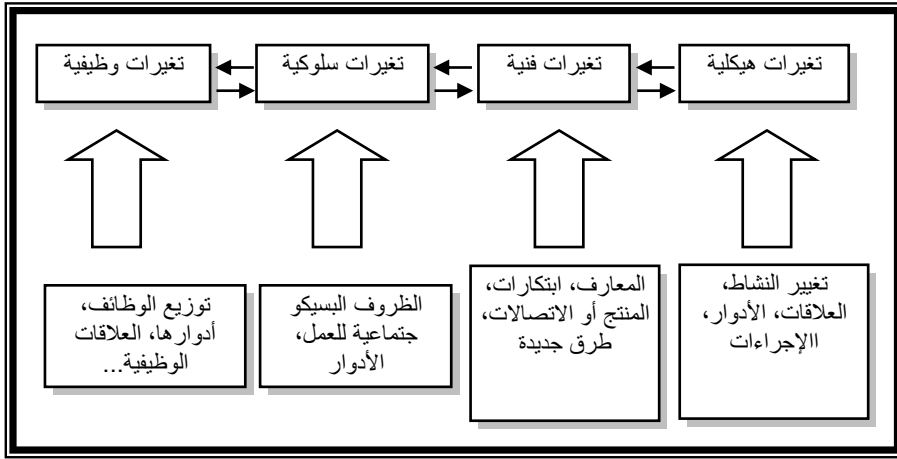 تغيرات هيكلية
تغيرات فنية
تغيرات سلوكية
تغيرات وظيفية
تغيير النشاط،
العلاقات، الأدوار،
االإجراءات
المعارف، ابتكارات،
المنتج أو الاتصالات،
طرق جديدة
الظروف البسيكو
جتماعية للعمل،
الأدوار
توزيع الوظائف،
أدوارها، العلاقات
الوظيفية...